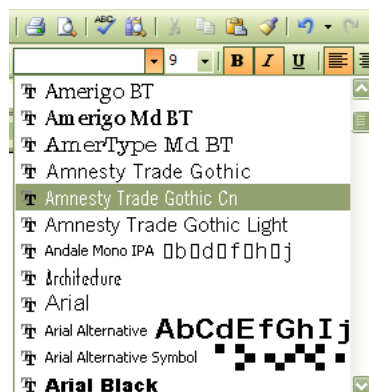 ABC
9 B I U
Amerigo BT
Amerigo Md BT
AmerType Md BT
Amnesty Trade Gothic
Amnesty Trade Gothic Cn
Amnesty Trade Gothic Light
Andale Mono IPA ▯b▯d▯f▯h▯j
Architecture
Arial
Arial Alternative AbCdEfGhIj
Arial Alternative Symbol
Arial Black